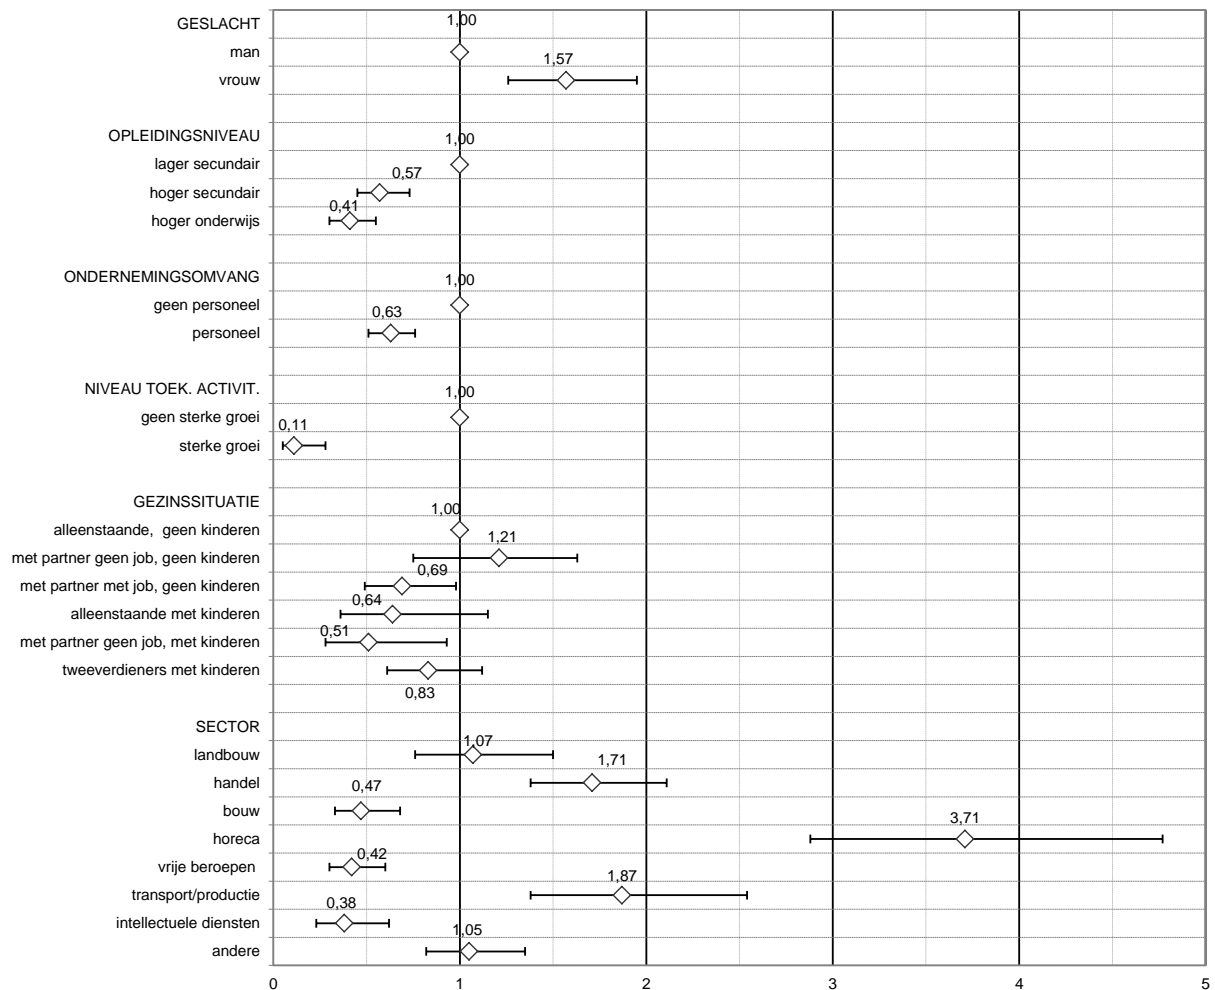 GESLACHT 1,00
man
vrouw 1,57
OPLEIDINGSNIVEAU 1,00
lager secundair
hoger secundair 0,57
hoger onderwijs 0,41
ONDERNEMINGSOMVANG 1,00
geen personeel
personeel 0,63
NIVEAU TOEK. ACTIVIT. 1,00
geen sterke groei
sterke groei 0,11
GEZINSSITUATIE
alleenstaande, geen kinderen 1,00
met partner geen job, geen kinderen 1,21
met partner met job, geen kinderen 0,69
alleenstaande met kinderen 0,64
met partner geen job, met kinderen 0,51
tweeverdieners met kinderen 0,83
SECTOR
landbouw 1,07
handel 1,71
bouw 0,47
horeca 3,71
vrije beroepen 0,42
transport/productie 1,87
intellectuele diensten 0,38
andere 1,05
0 1 2 3 4 5